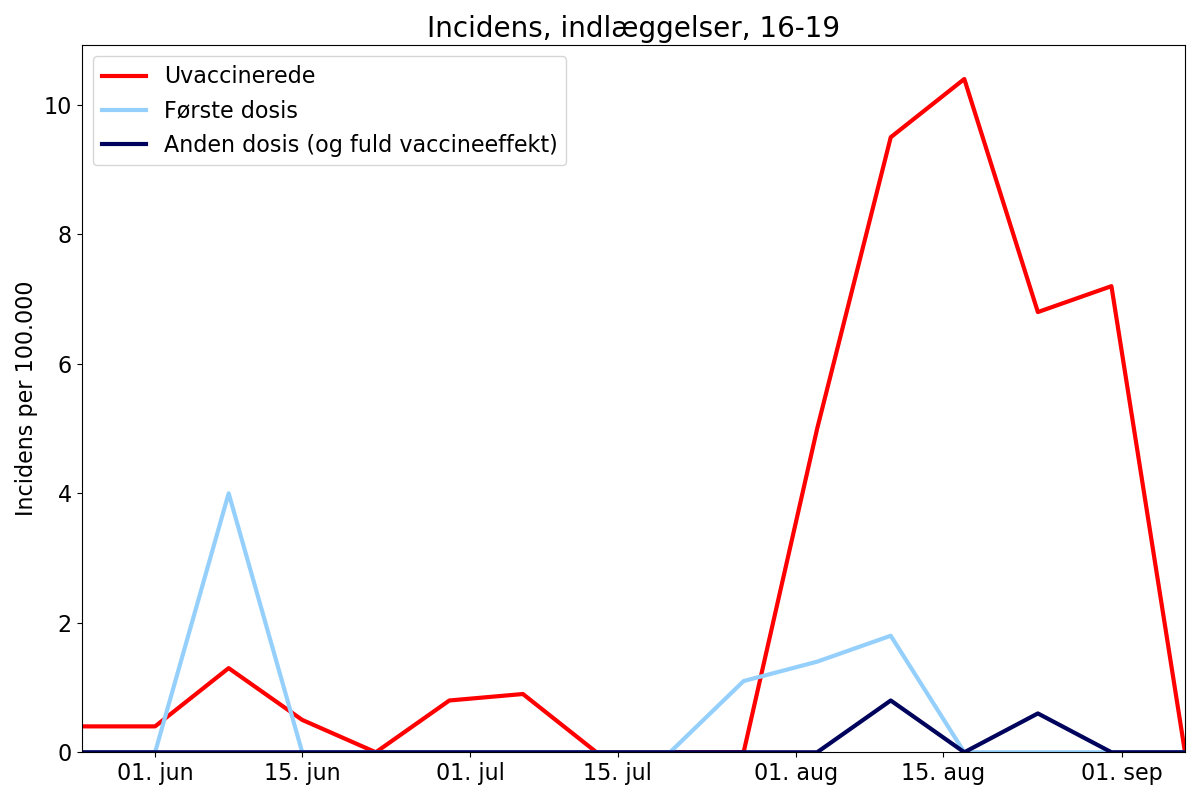 Incidens, indlæggelser, 16-19
Uvaccinerede
Første dosis
Anden dosis (og fuld vaccineeffekt)
Incidens per 100.000
10
8
6
4
2
0
01. jun
15. jun
01. jul
15. jul
01. aug
15. aug
01. sep